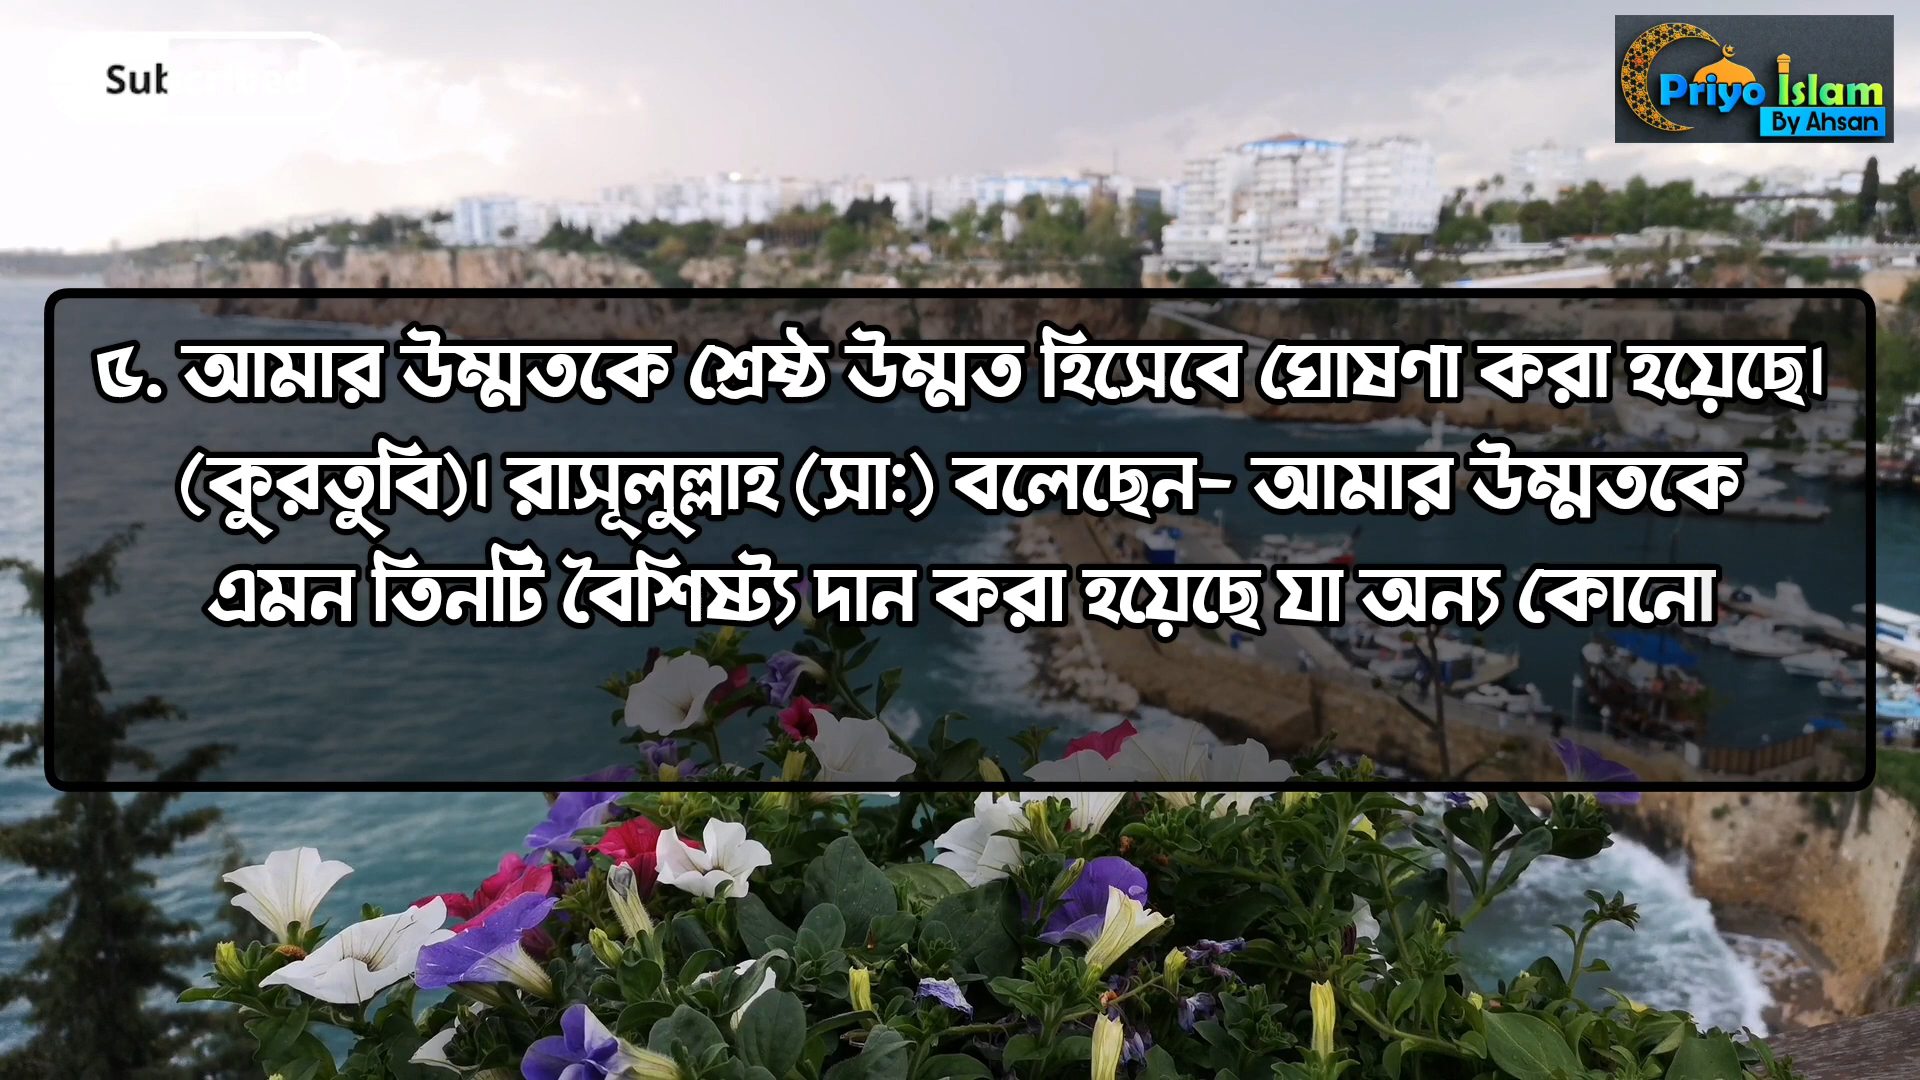 Sub
Priyo Islam
By Ahsan
৫. আমার উম্মতকে শ্রেষ্ঠ উম্মত হিসেবে ঘোষণা করা হয়েছে।
(কুরতুবি)। রাসূলুল্লাহ (সাঃ) বলেছেন- আমার উম্মতকে
এমন তিনটি বৈশিষ্ট্য দান করা হয়েছে যা অন্য কোনো